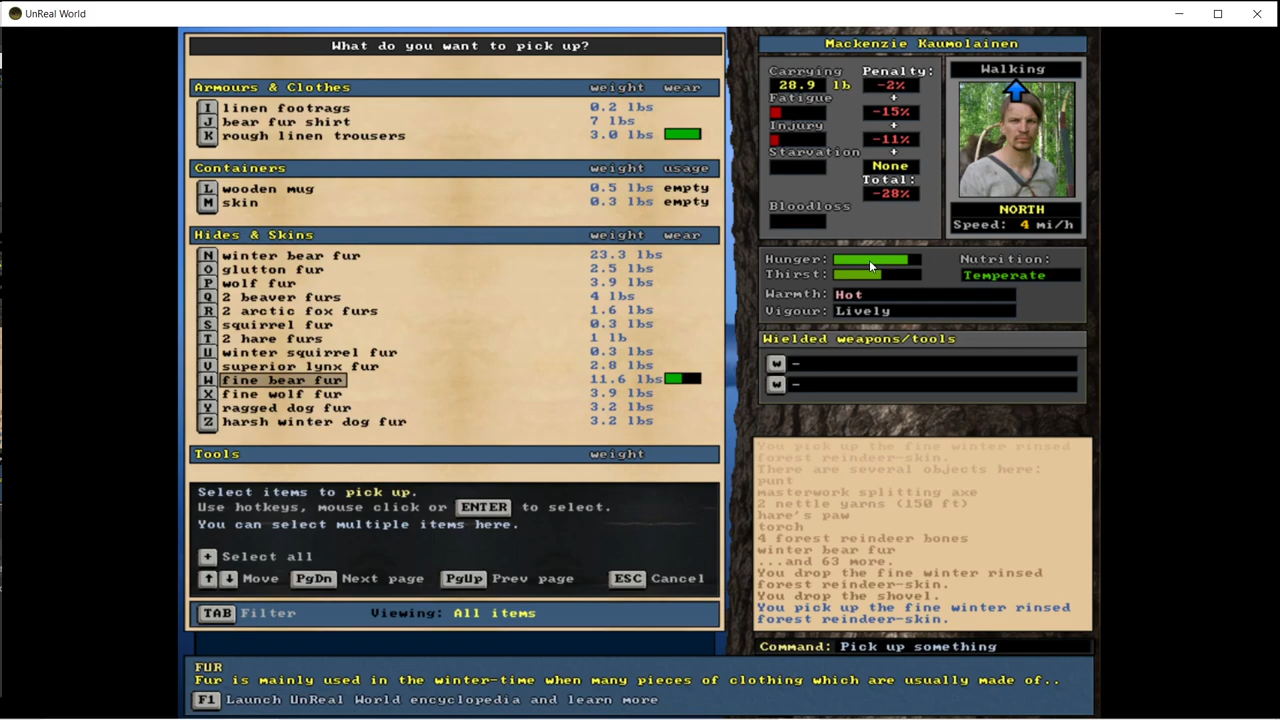 UnReal World
What do you want to pick up?
Armours & Clothes weight wear
I linen footrags 0.2 lbs
J bear fur shirt 7 lbs
K rough linen trousers 3.0 lbs
Containers weight usage
L wooden mug 0.5 lbs empty
M skin 0.3 lbs empty
Hides & Skins weight wear
N winter bear fur 23.3 lbs
O glutton fur 2.5 lbs
P wolf fur 3.9 lbs
Q 2 beaver furs 4 lbs
R 2 arctic fox furs 1.6 lbs
S squirrel fur 0.3 lbs
T 2 hare furs 1 lb
U winter squirrel fur 0.3 lbs
V superior lynx fur 2.8 lbs
W fine bear fur 11.6 lbs
X fine wolf fur 3.9 lbs
Y ragged dog fur 3.2 lbs
Z harsh winter dog fur 3.2 lbs
Tools weight
Select items to pick up.
Use hotkeys, mouse click or ENTER to select.
You can select multiple items here.
+ Select all
↑ ↓ Move PgDn Next page PgUp Prev page ESC Cancel
TAB Filter Viewing: All items
Mackenzie Kaumolainen
Carrying Penalty:
28.9 lb -2%
Fatigue +
-15%
Injury +
-11%
Starvation +
None
Total:
-28%
Bloodloss
Walking
NORTH
Speed: 4 mi/h
Hunger: Nutrition:
Thirst: Temperate
Warmth: Hot
Vigour: Lively
Wielded weapons/tools
w -
w -
You pick up the fine winter rinsed
forest reindeer-skin.
There are several objects here:
punt
masterwork splitting axe
2 nettle yarns (150 ft)
hare's paw
torch
4 forest reindeer bones
winter bear fur
...and 63 more.
You drop the fine winter rinsed
forest reindeer-skin.
You drop the shovel.
You pick up the fine winter rinsed
forest reindeer-skin.
Command: Pick up something
FUR
Fur is mainly used in the winter-time when many pieces of clothing which are usually made of..
F1 Launch UnReal World encyclopedia and learn more